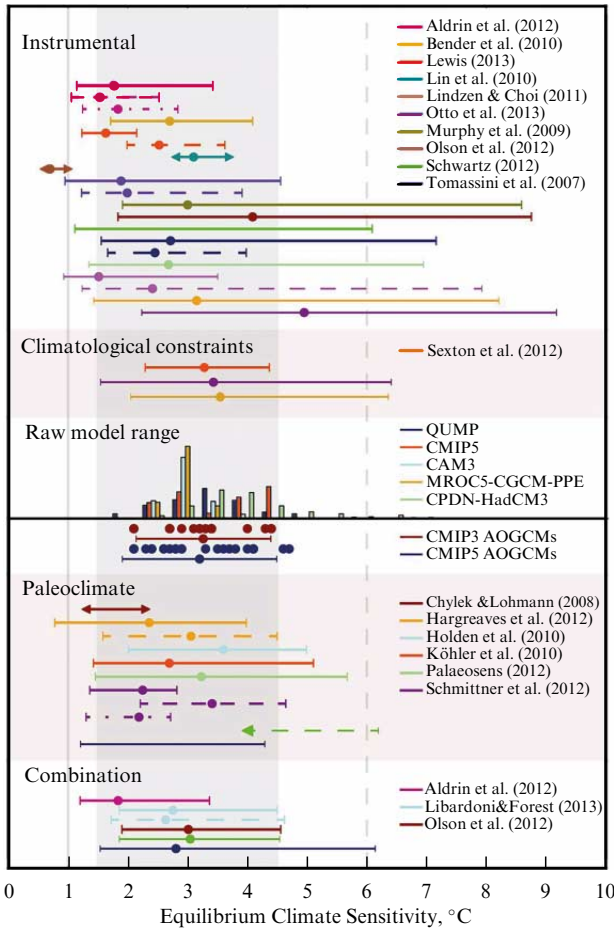 Instrumental
Aldrin et al. (2012)
Bender et al. (2010)
Lewis (2013)
Lin et al. (2010)
Lindzen & Choi (2011)
Otto et al. (2013)
Murphy et al. (2009)
Olson et al. (2012)
Schwartz (2012)
Tomassini et al. (2007)
Climatological constraints
Sexton et al. (2012)
Raw model range
QUMP
CMIP5
CAM3
MROC5-CGCM-PPE
CPDN-HadCM3
CMIP3 AOGCMs
CMIP5 AOGCMs
Paleoclimate
Chylek &Lohmann (2008)
Hargreaves et al. (2012)
Holden et al. (2010)
Köhler et al. (2010)
Palaeosens (2012)
Schmittner et al. (2012)
Combination
Aldrin et al. (2012)
Libardoni&Forest (2013)
Olson et al. (2012)
0 1 2 3 4 5 6 7 8 9 10
Equilibrium Climate Sensitivity, °C